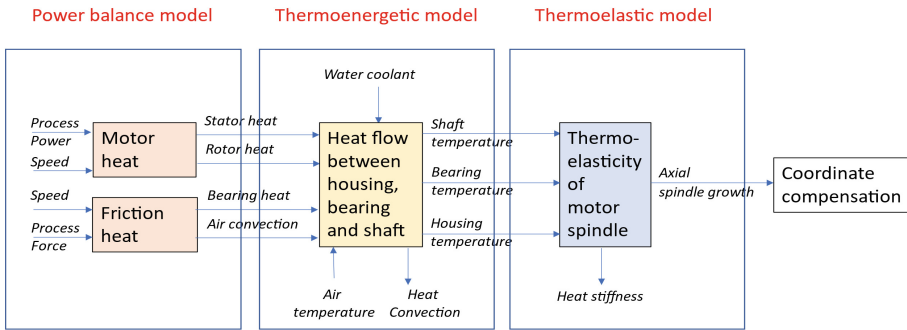 Power balance model
Thermoenergetic model
Thermoelastic model
Water coolant
Process
Power
Speed
Motor
heat
Stator heat
Rotor heat
Speed
Process
Force
Friction
heat
Bearing heat
Air convection
Heat flow
between
housing,
bearing
and shaft
Air
temperature
Heat
Convection
Shaft
temperature
Bearing
temperature
Housing
temperature
Thermo-
elasticity
of
motor
spindle
Heat stiffness
Axial
spindle growth
Coordinate
compensation